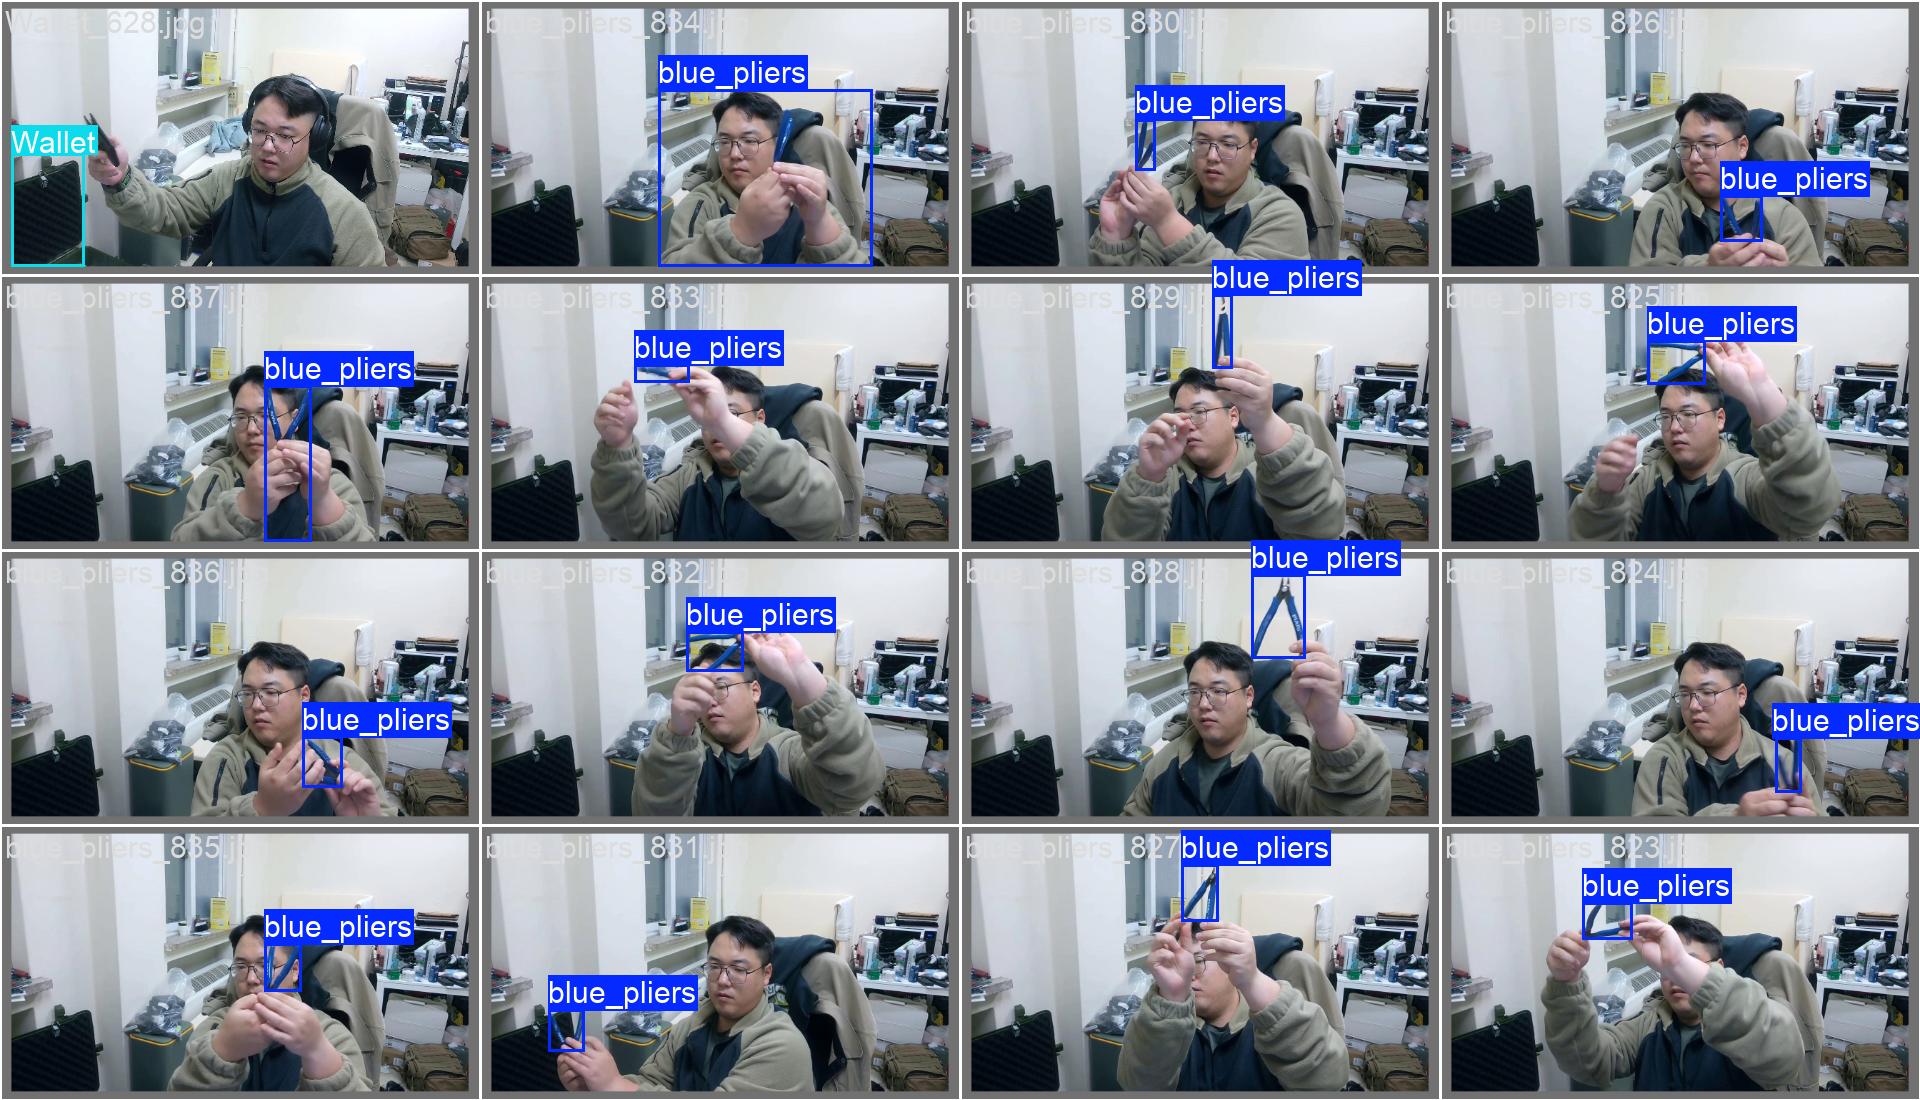 Wallet_628.jpg
Wallet
blue_pliers_834.jpg
blue_pliers
blue_pliers_830.jpg
blue_pliers
blue_pliers_826.jpg
blue_pliers
blue_pliers_837.jpg
blue_pliers
blue_pliers_833.jpg
blue_pliers
blue_pliers_829.jpg
blue_pliers
blue_pliers_825.jpg
blue_pliers
blue_pliers_836.jpg
blue_pliers
blue_pliers_832.jpg
blue_pliers
blue_pliers_828.jpg
blue_pliers
blue_pliers_824.jpg
blue_pliers
blue_pliers_835.jpg
blue_pliers
blue_pliers_831.jpg
blue_pliers
blue_pliers_827
blue_pliers
blue_pliers_823.jpg
blue_pliers